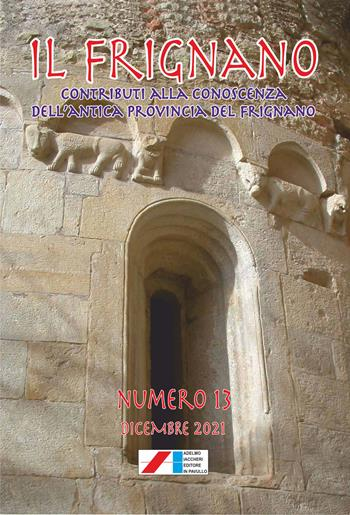 IL FRIGNANO
CONTRIBUTI ALLA CONOSCENZA
DELL'ANTICA PROVINCIA DEL FRIGNANO
NUMERO 13
DICEMBRE 2021
ADELMO
IACCHERI
EDITORE
IN PAVULLO